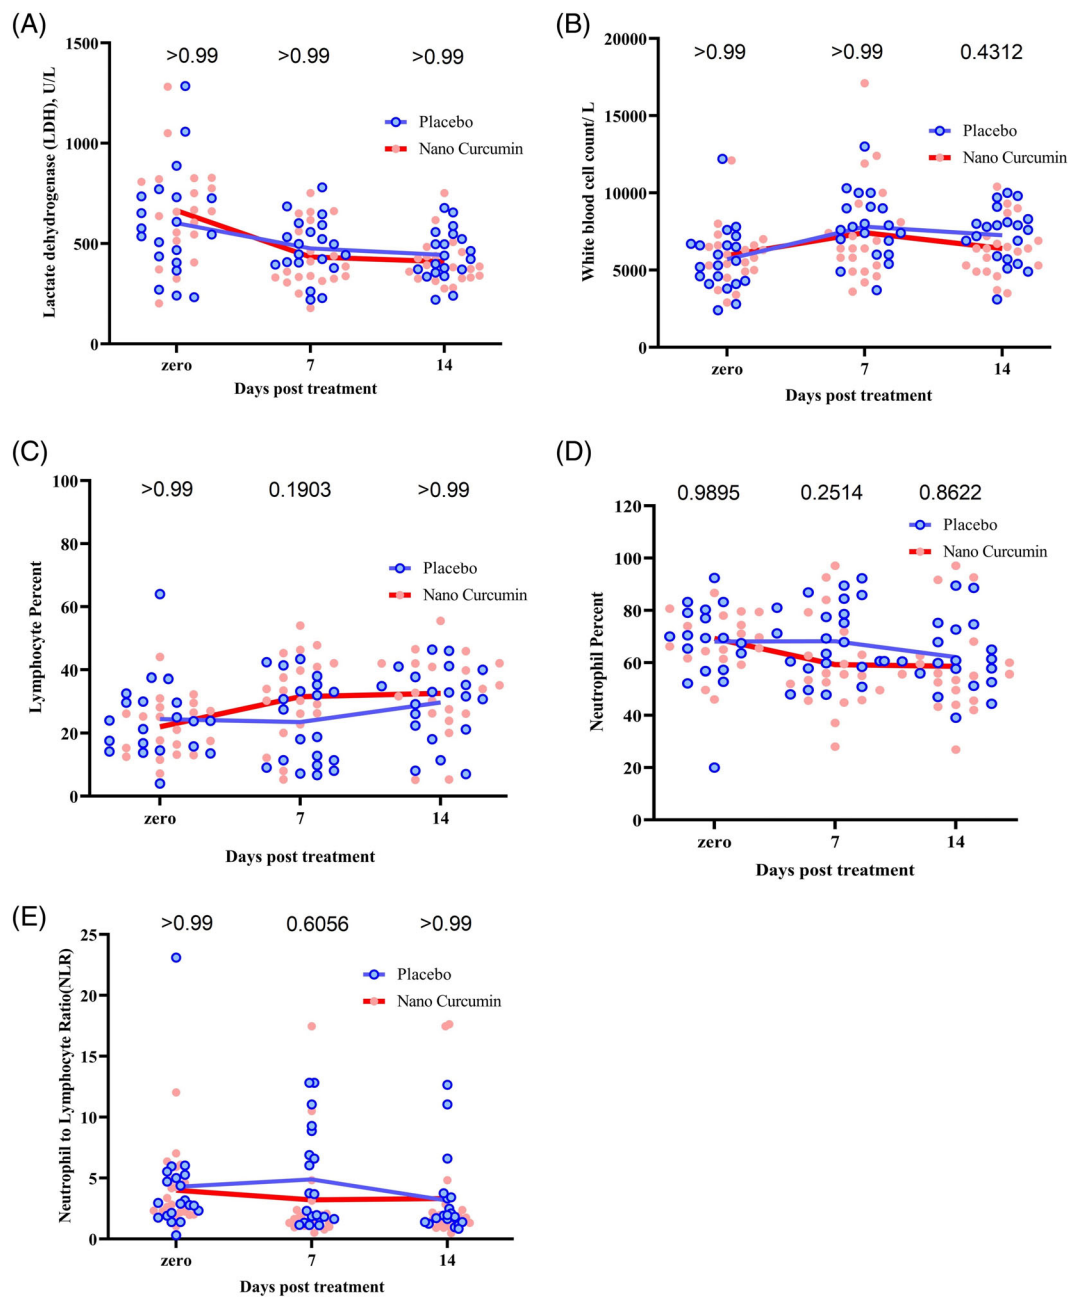 (A)
Lactate dehydrogenase (LDH), U/L
>0.99 >0.99 >0.99
1500
1000
500
0
Placebo
Nano Curcumin
zero 7 14
Days post treatment
(B)
White blood cell count/ L
>0.99 >0.99 0.4312
20000
15000
10000
5000
0
Placebo
Nano Curcumin
zero 7 14
Days post treatment
(C)
Lymphocyte Percent
>0.99 0.1903 >0.99
100
80
60
40
20
0
Placebo
Nano Curcumin
zero 7 14
Days post treatment
(D)
Neutrophil Percent
0.9895 0.2514 0.8622
120
100
80
60
40
20
0
Placebo
Nano Curcumin
zero 7 14
Days post treatment
(E)
Neutrophil to Lymphocyte Ratio(NLR)
>0.99 0.6056 >0.99
25
20
15
10
5
0
Placebo
Nano Curcumin
zero 7 14
Days post treatment